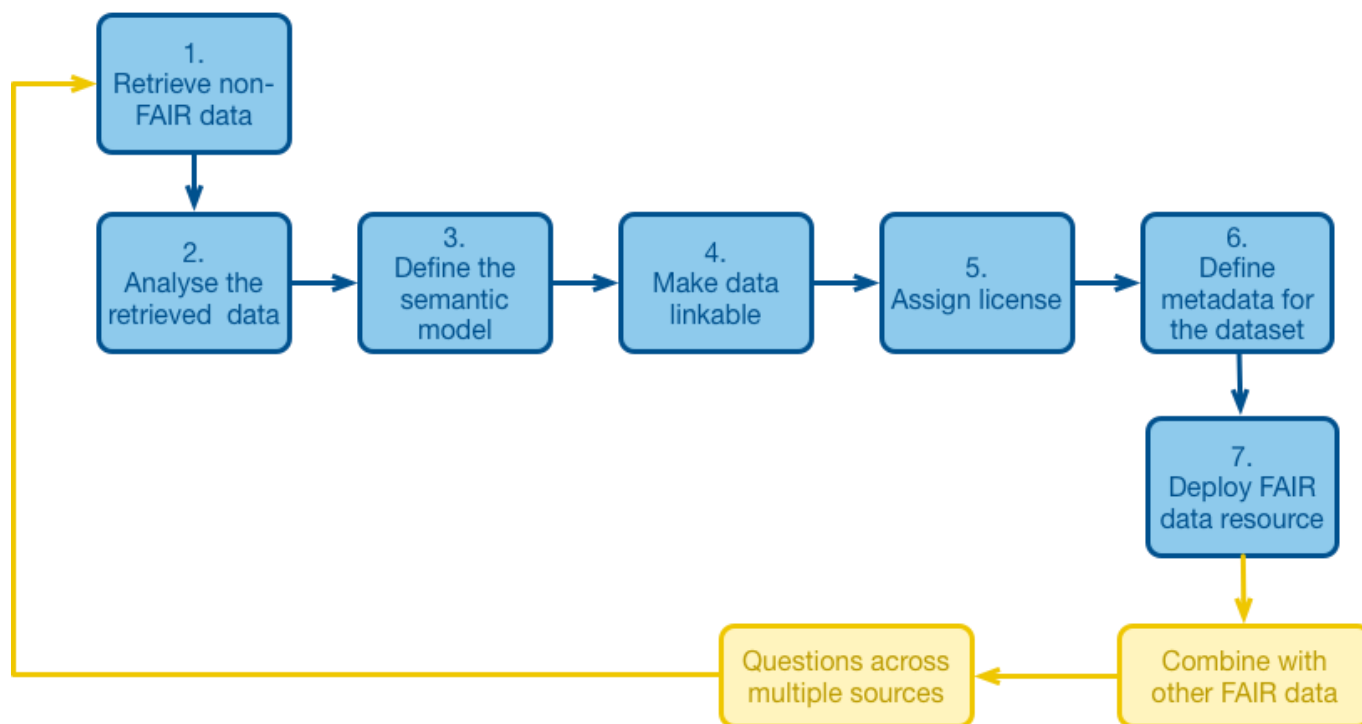 1.
Retrieve non-
FAIR data
2.
Analyse the
retrieved data
3.
Define the
semantic
model
4.
Make data
linkable
5.
Assign license
6.
Define
metadata for
the dataset
7.
Deploy FAIR
data resource
Combine with
other FAIR data
Questions across
multiple sources